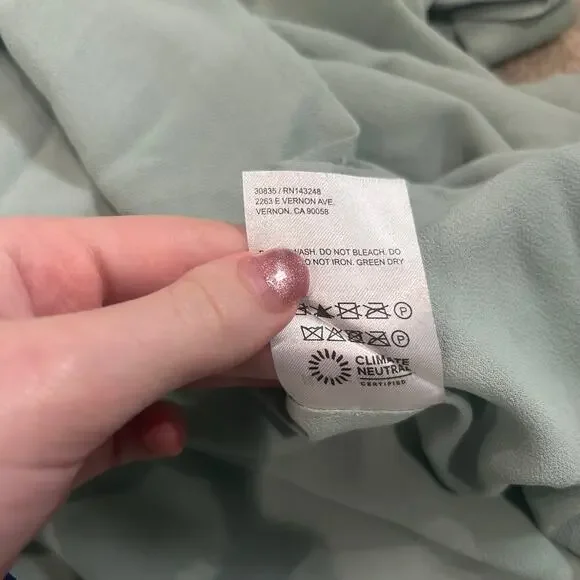 30835 / RN143248
2263 E VERNON AVE.
VERNON, CA 90058
WASH. DO NOT BLEACH. DO
NOT IRON. GREEN DRY
P
P
CLIMATE
NEUTRAL
CERTIFIED